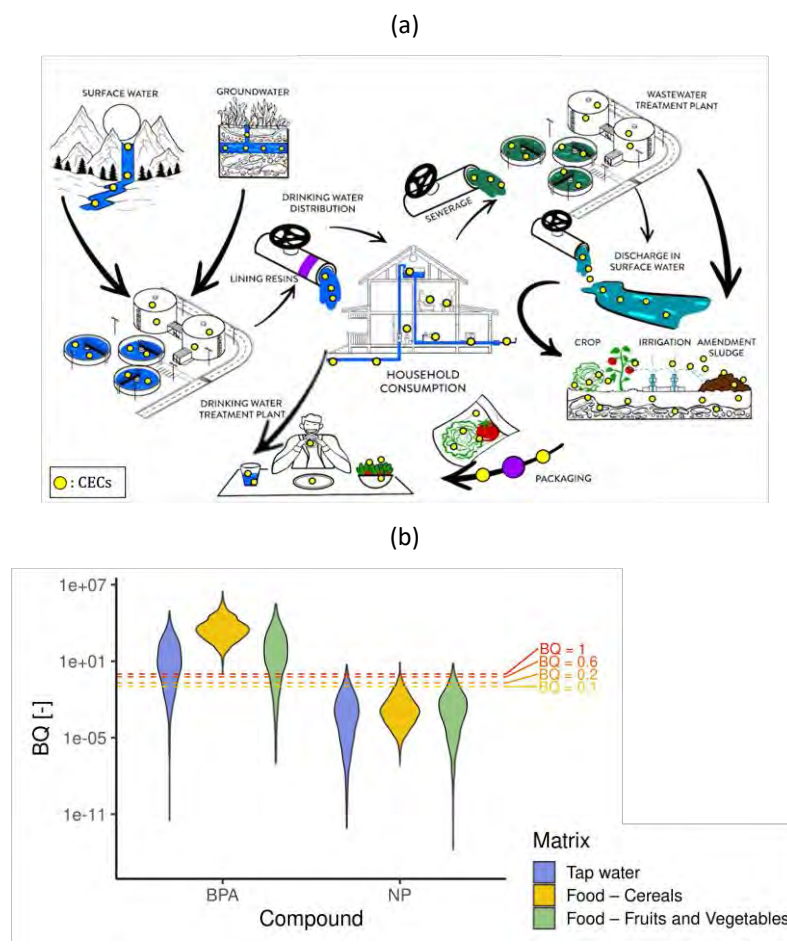 (a)
SURFACE WATER
GROUNDWATER
WASTEWATER
TREATMENT PLANT
DRINKING WATER
DISTRIBUTION
SEWERAGE
LINING RESINS
DISCHARGE IN
SURFACE WATER
CROP
IRRIGATION
AMENDMENT
SLUDGE
HOUSEHOLD
CONSUMPTION
DRINKING WATER
TREATMENT PLANT
PACKAGING
: CECs
(b)
1e+07
1e+01
1e-05
1e-11
BQ [-]
BQ = 1
BQ = 0.6
BQ = 0.2
BQ = 0.1
BPA
NP
Compound
Matrix
Tap water
Food – Cereals
Food – Fruits and Vegetables